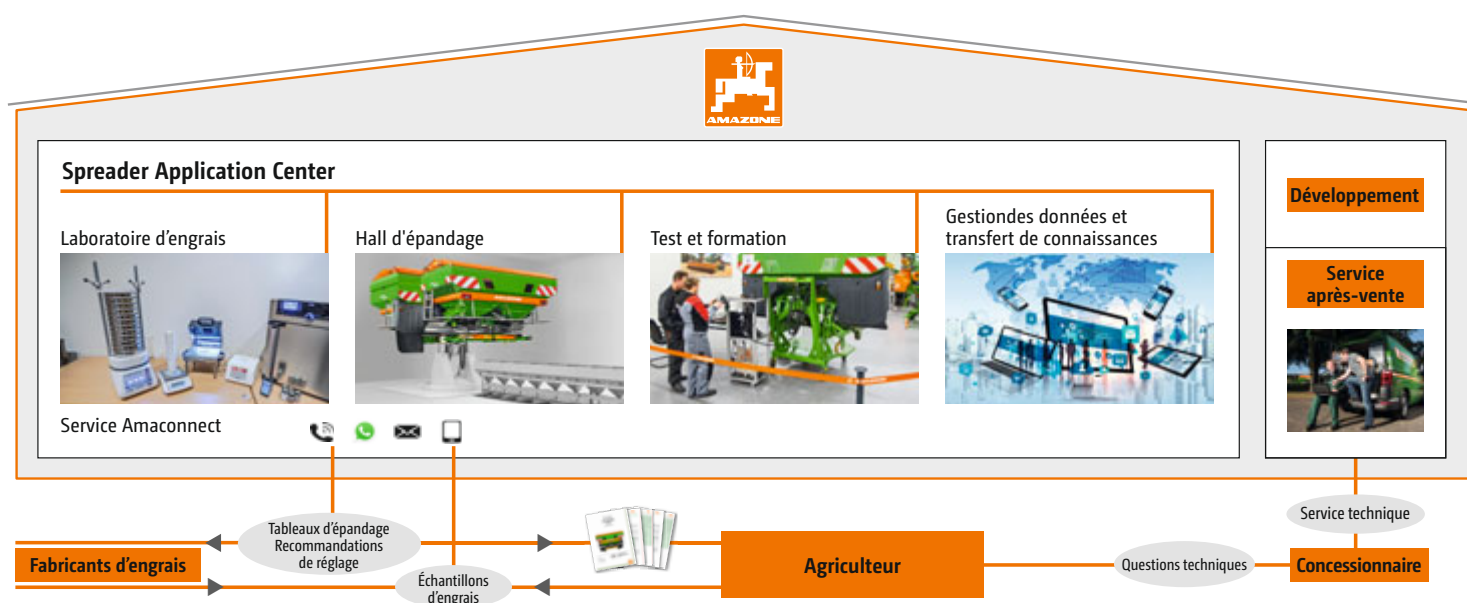 AMAZONE
Spreader Application Center
Laboratoire d'engrais
Hall d'épandage
Test et formation
Gestiondes données et
transfert de connaissances
Service Amaconnect
Développement
Service
après-vente
Tableaux d'épandage
Recommandations
de réglage
Fabricants d'engrais
Échantillons
d'engrais
Agriculteur
Questions techniques
Service technique
Concessionnaire